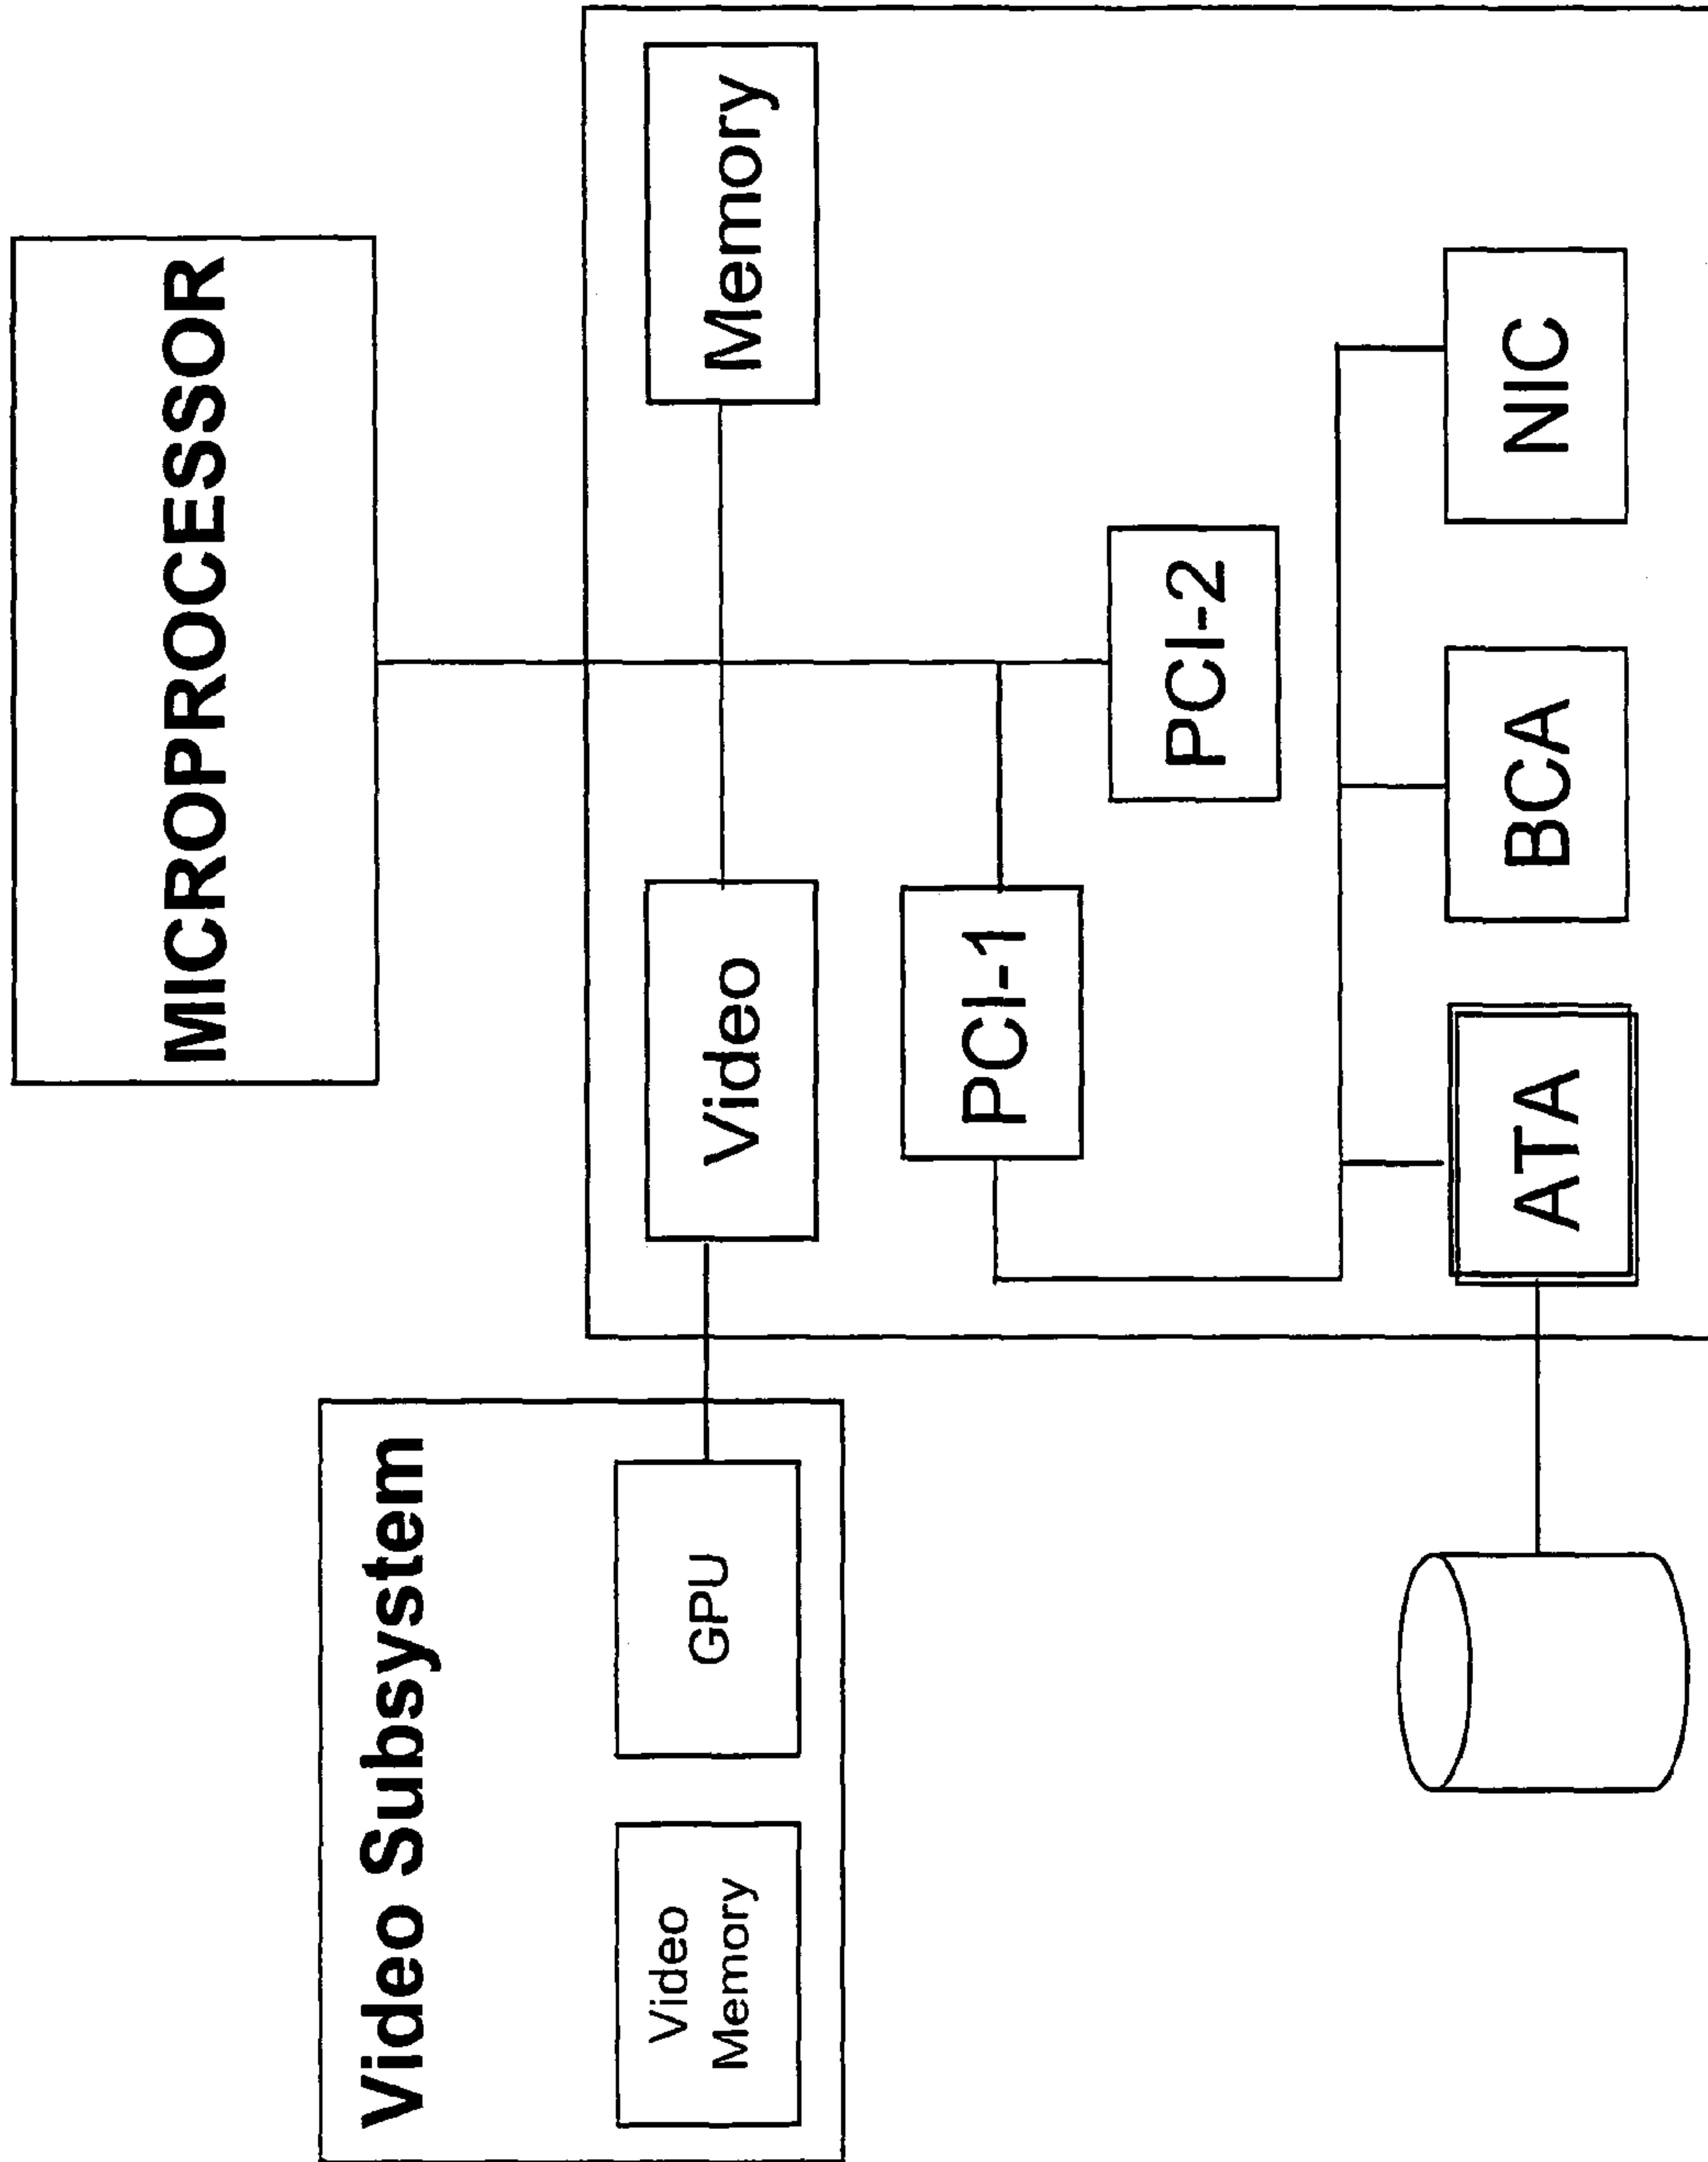 MICROPROCESSOR
Video Subsystem
Video
Memory
GPU
Video
Memory
PCI-1
PCI-2
ATA
BCA
NIC